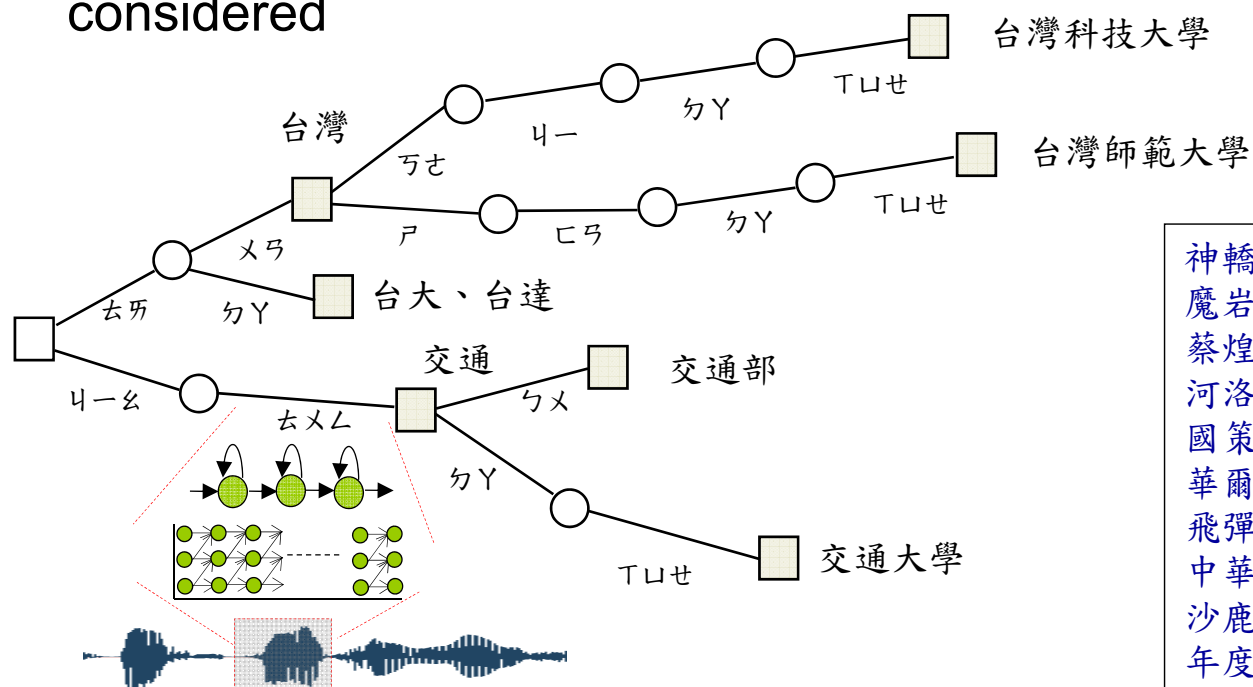 considered
台灣科技大學
ㄒㄩㄝ
ㄉㄚ
ㄐㄧ
ㄎㄜ
台灣
台灣師範大學
ㄒㄩㄝ
ㄉㄚ
ㄈㄢ
ㄕ
ㄨㄢ
ㄊㄞ
ㄉㄚ
台大、台達
交通
交通部
ㄐㄧㄠ
ㄊㄨㄥ
ㄅㄨ
ㄉㄚ
ㄒㄩㄝ
交通大學
神轎
魔岩
蔡煌
河洛
國策
華爾
飛彈
中華
沙鹿
年度